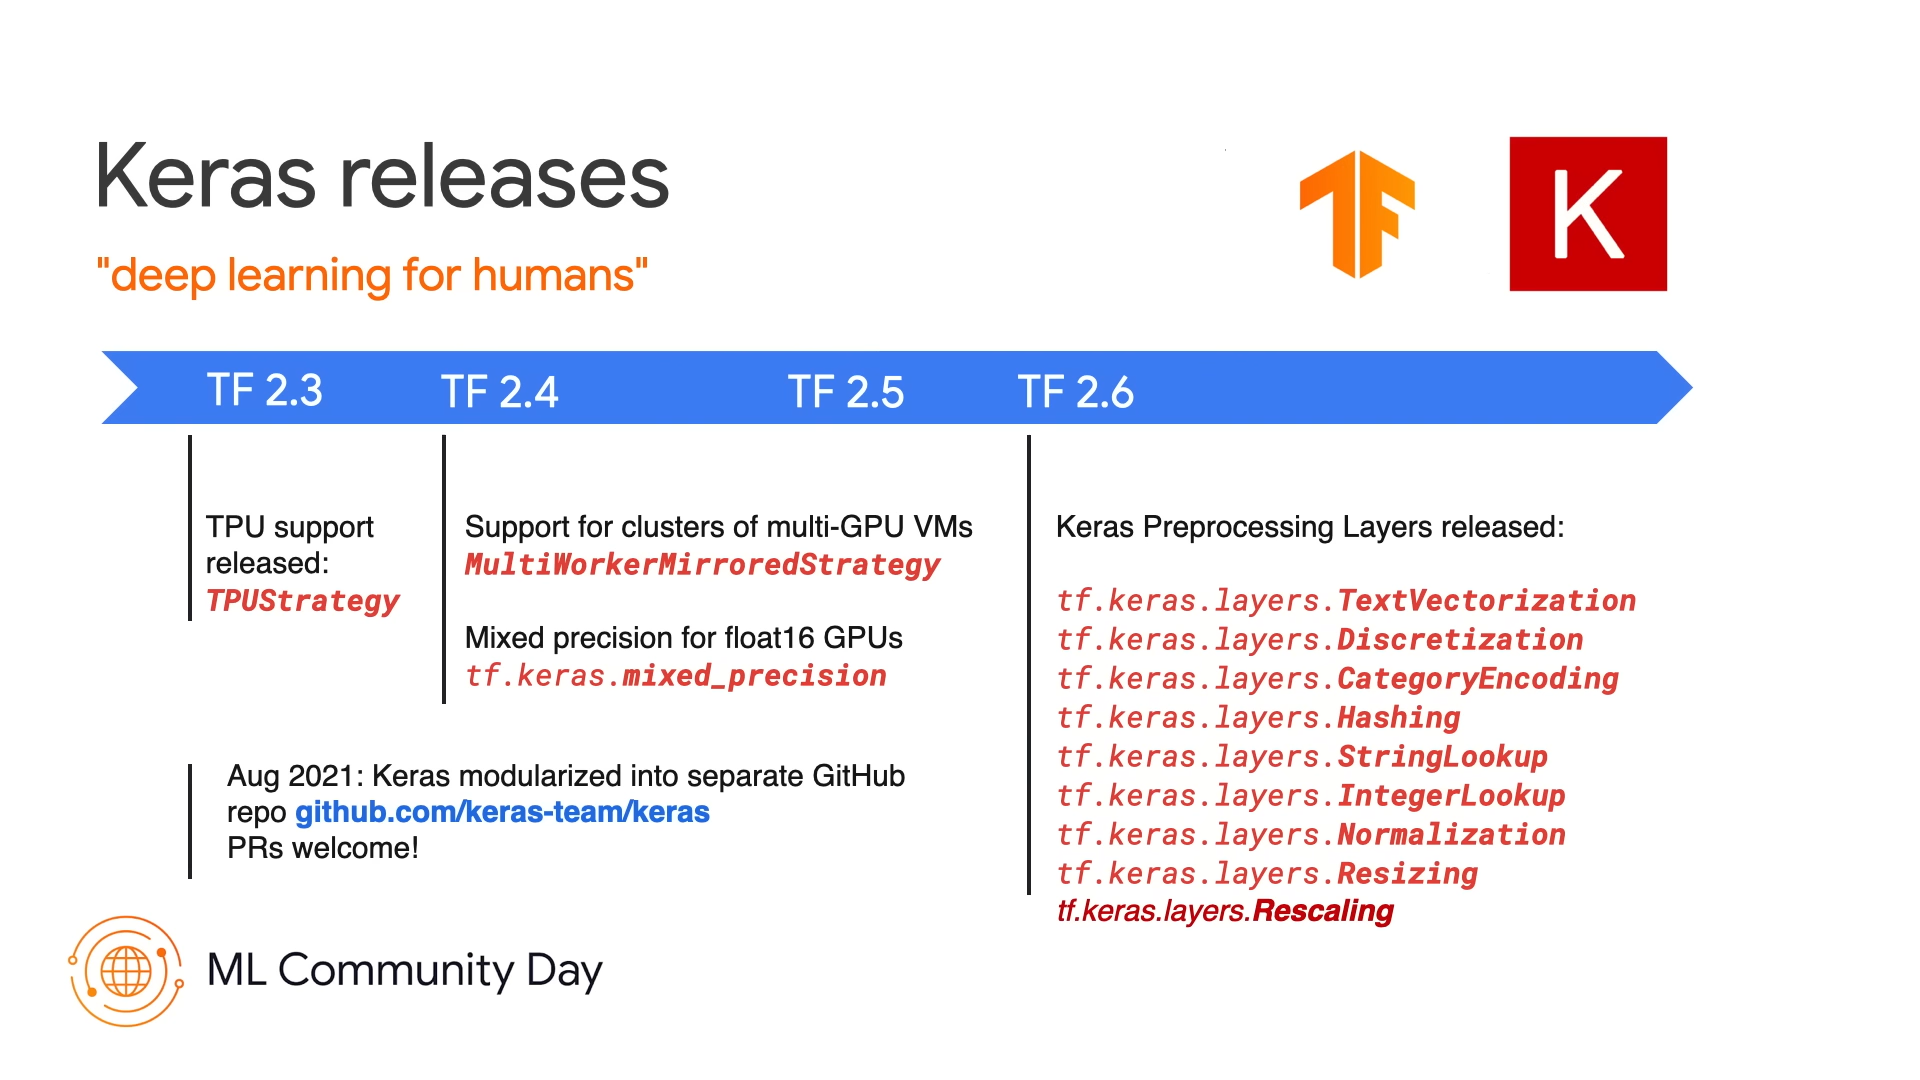 Keras releases
"deep learning for humans"
TF
K
TF 2.3
TF 2.4
TF 2.5
TF 2.6
TPU support
released:
TPUStrategy
Support for clusters of multi-GPU VMs
MultiWorkerMirroredStrategy
Mixed precision for float16 GPUs
tf.keras.mixed_precision
Keras Preprocessing Layers released:
tf.keras.layers.TextVectorization
tf.keras.layers.Discretization
tf.keras.layers.CategoryEncoding
tf.keras.layers.Hashing
tf.keras.layers.StringLookup
tf.keras.layers.IntegerLookup
tf.keras.layers.Normalization
tf.keras.layers.Resizing
tf.keras.layers.Rescaling
Aug 2021: Keras modularized into separate GitHub
repo github.com/keras-team/keras
PRs welcome!
ML Community Day